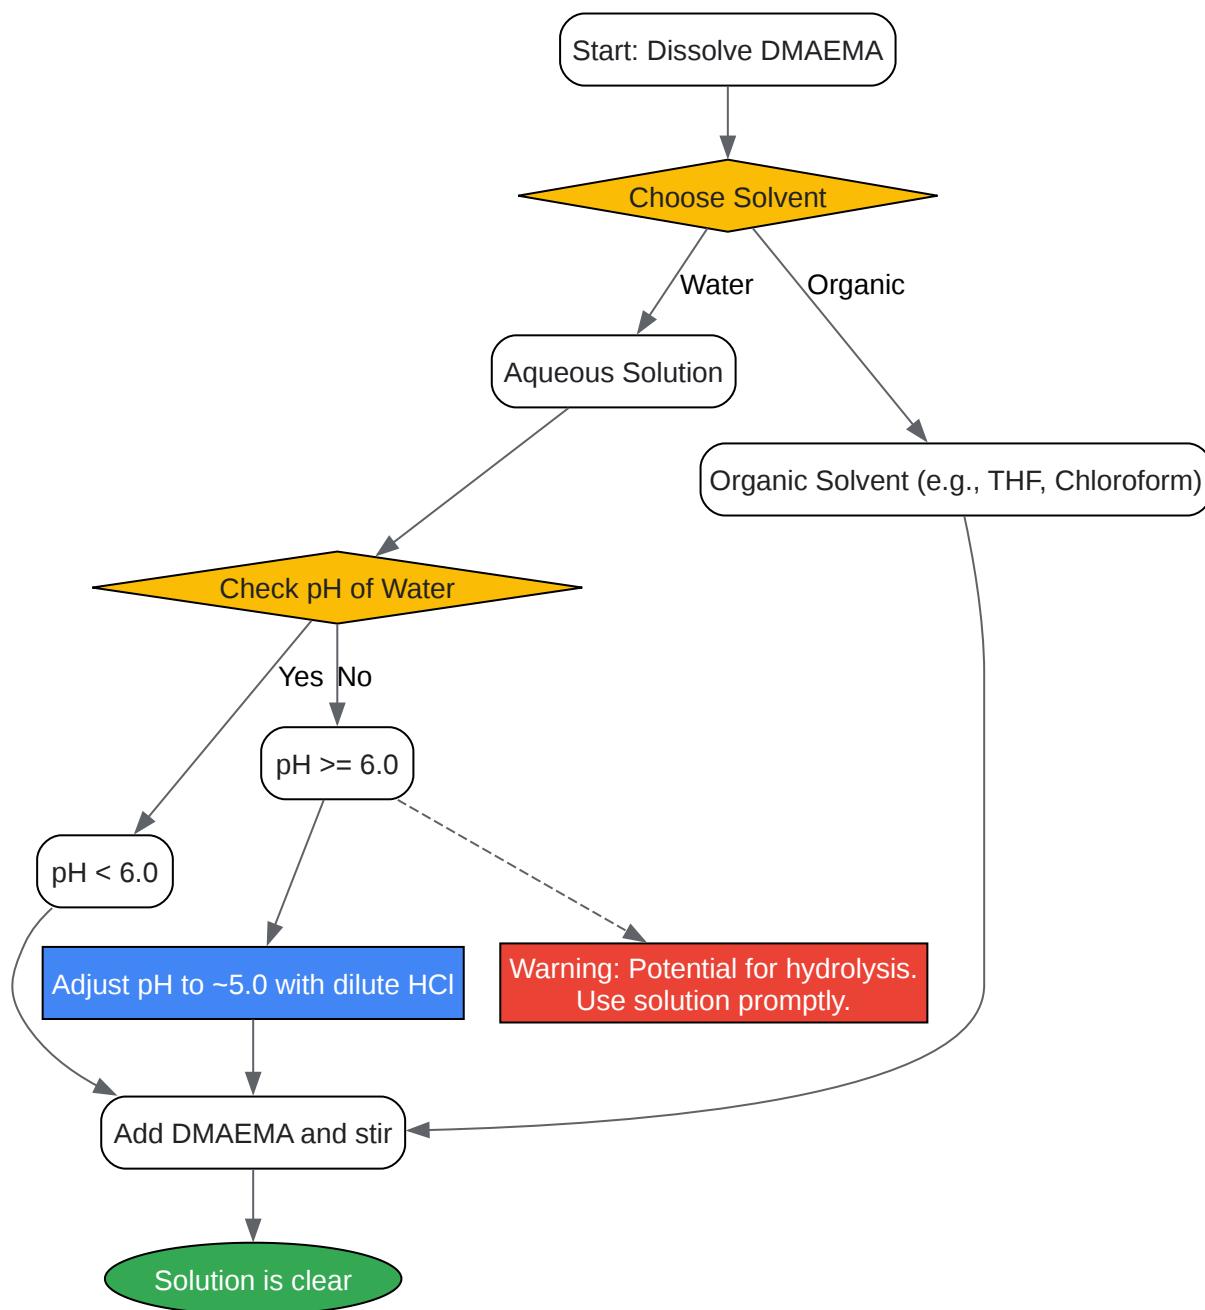 Start: Dissolve DMAEMA
Choose Solvent
Water
Organic
Aqueous Solution
Organic Solvent (e.g., THF, Chloroform)
Check pH of Water
Yes
No
pH >= 6.0
pH < 6.0
Adjust pH to ~5.0 with dilute HCl
Warning: Potential for hydrolysis.
Use solution promptly.
Add DMAEMA and stir
Solution is clear